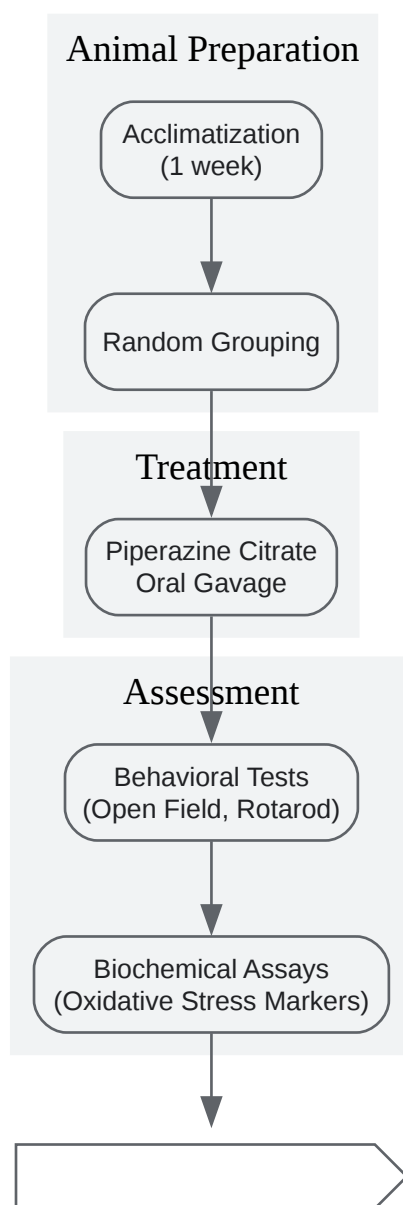 Animal Preparation
Acclimatization
(1 week)
Random Grouping
Treatment
Piperazine Citrate
Oral Gavage
Assessment
Behavioral Tests
(Open Field, Rotarod)
Biochemical Assays
(Oxidative Stress Markers)